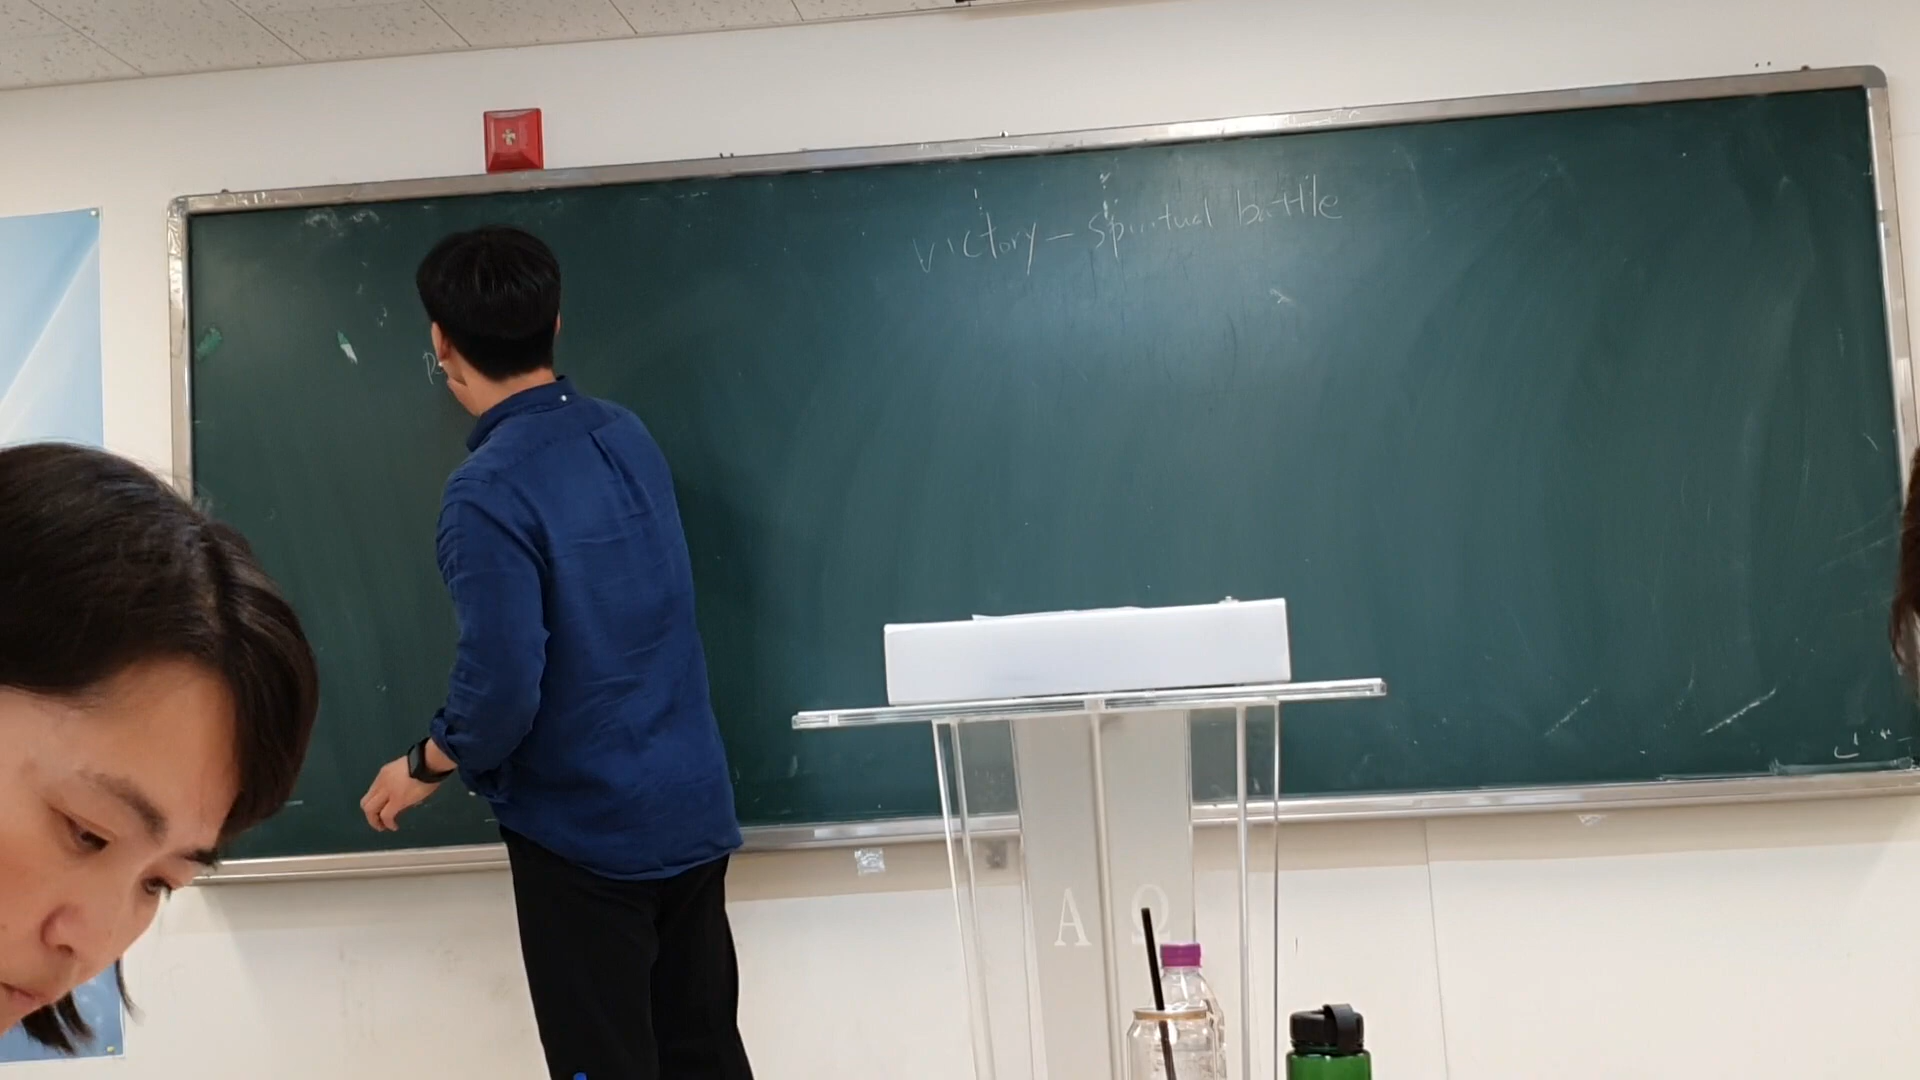 victory - Spiritual battle
Α Ω